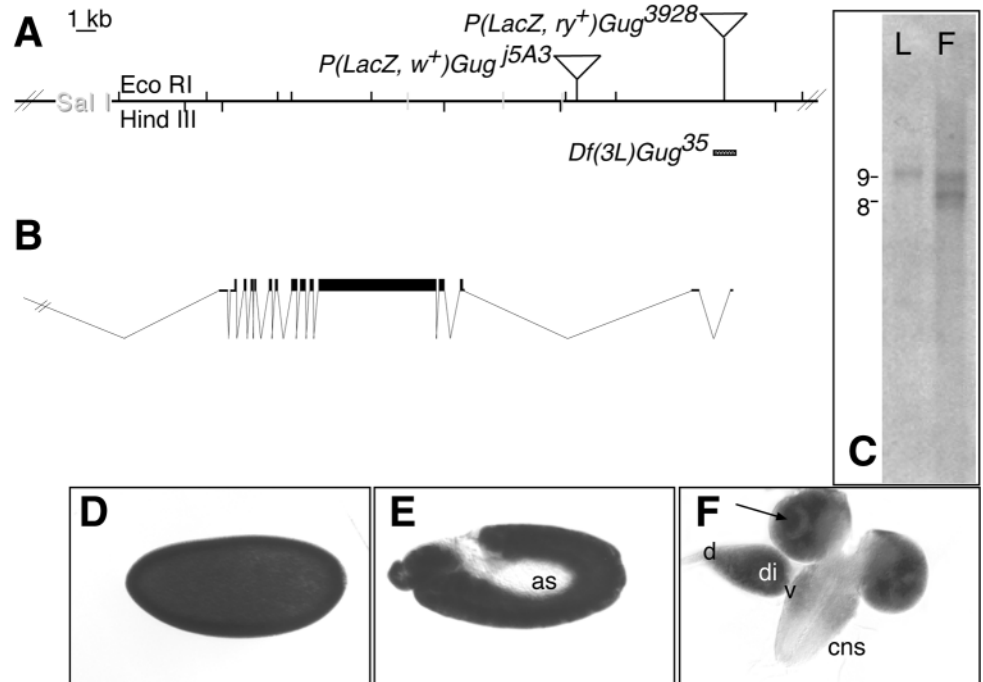 A
1 kb
P(LacZ, ry+)Gug3928
P(LacZ, w+)Gug j5A3
Sal I
Eco RI
Hind III
Df(3L)Gug35
B
L F
9-
8-
C
D
E
as
F
d
di
v
cns